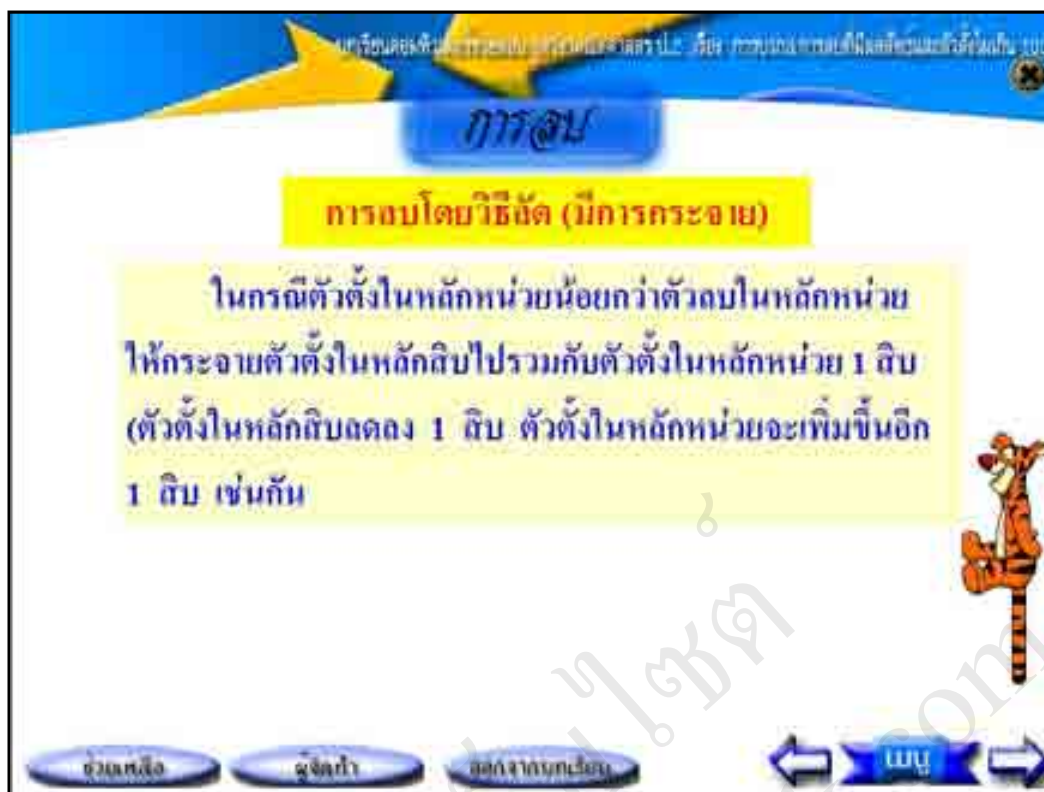 การลบ
การลบโดยวิธีลัด (มีการกระจาย)
ในกรณีตัวตั้งในหลักหน่วยน้อยกว่าตัวลบในหลักหน่วย
ให้กระจายตัวตั้งในหลักสิบไปรวมกับตัวตั้งในหลักหน่วย 1 สิบ
(ตัวตั้งในหลักสิบลดลง 1 สิบ ตัวตั้งในหลักหน่วยจะเพิ่มขึ้นอีก
1 สิบ เช่นกัน
ช่วยเหลือ ผู้จัดทำ ออกจากบทเรียน เมนู